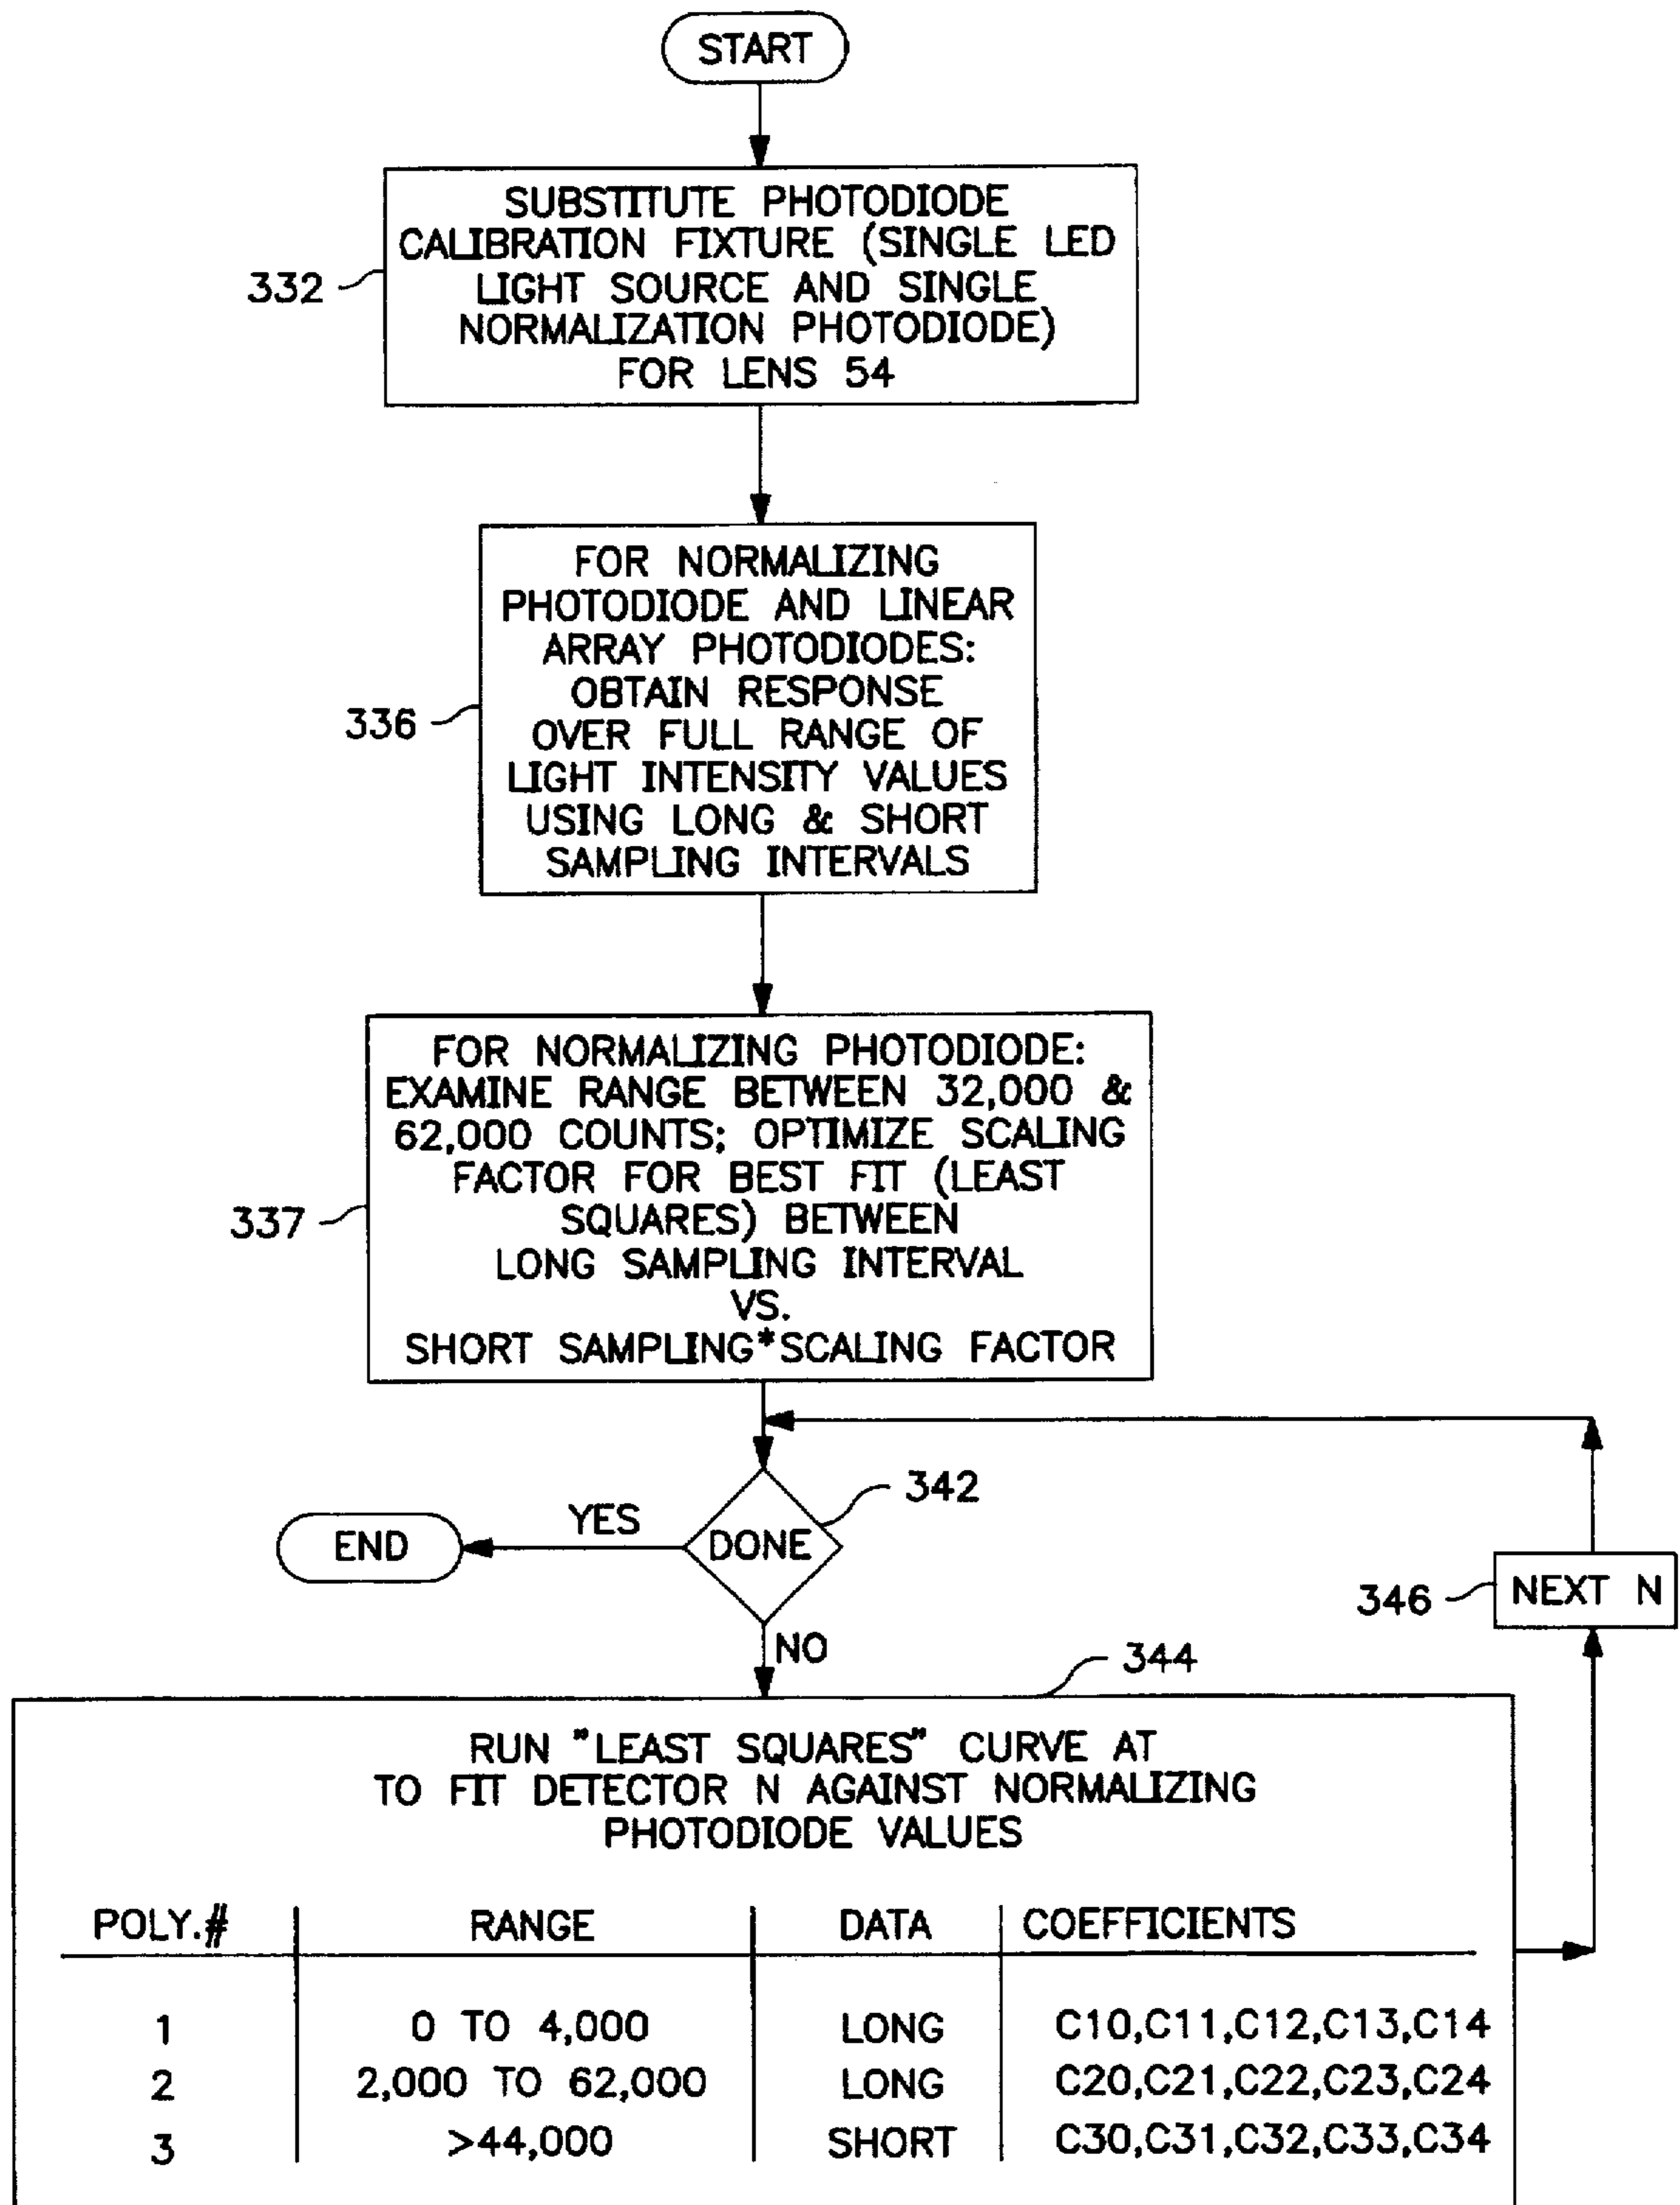 START
SUBSTITUTE PHOTODIODE
CALIBRATION FIXTURE (SINGLE LED
LIGHT SOURCE AND SINGLE
NORMALIZATION PHOTODIODE)
FOR LENS 54
332
FOR NORMALIZING
PHOTODIODE AND LINEAR
ARRAY PHOTODIODES:
OBTAIN RESPONSE
OVER FULL RANGE OF
LIGHT INTENSITY VALUES
USING LONG & SHORT
SAMPLING INTERVALS
336
FOR NORMALIZING PHOTODIODE:
EXAMINE RANGE BETWEEN 32,000 &
62,000 COUNTS; OPTIMIZE SCALING
FACTOR FOR BEST FIT (LEAST
SQUARES) BETWEEN
LONG SAMPLING INTERVAL
VS.
SHORT SAMPLING*SCALING FACTOR
337
342
DONE
YES
END
NO
346
NEXT N
344
RUN "LEAST SQUARES" CURVE AT
TO FIT DETECTOR N AGAINST NORMALIZING
PHOTODIODE VALUES
POLY.# RANGE DATA COEFFICIENTS
1 0 TO 4,000 LONG C10,C11,C12,C13,C14
2 2,000 TO 62,000 LONG C20,C21,C22,C23,C24
3 >44,000 SHORT C30,C31,C32,C33,C34